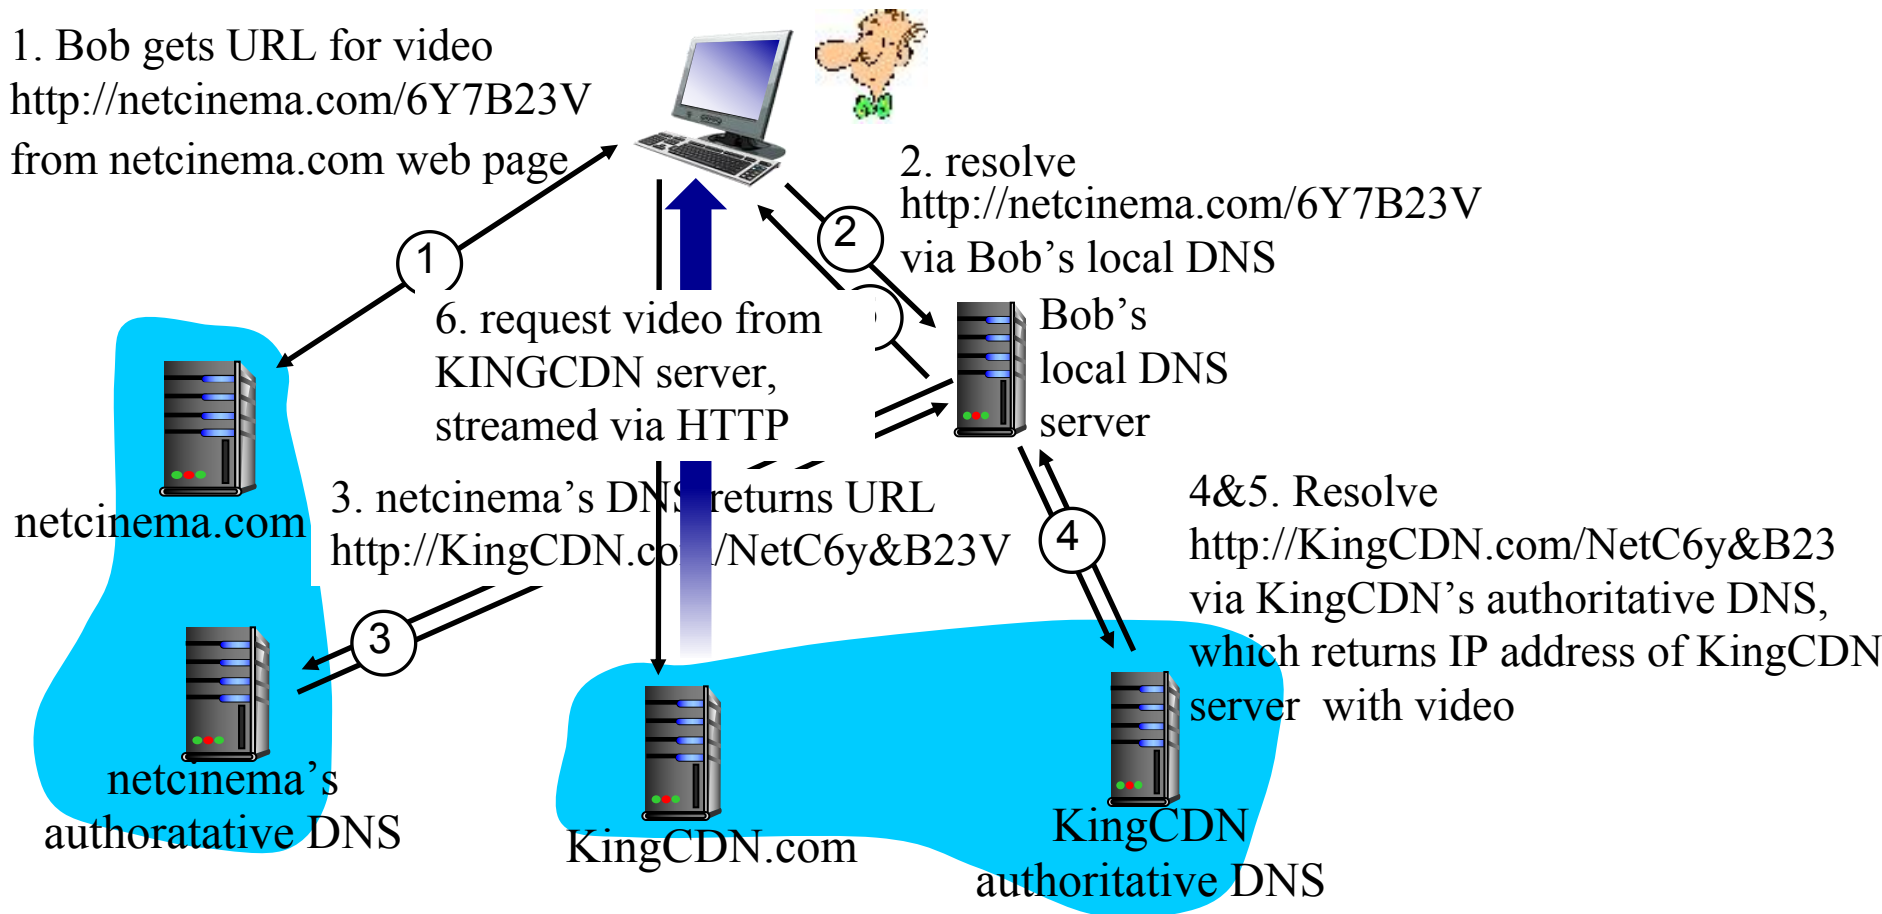 1. Bob gets URL for video
http://netcinema.com/6Y7B23V
from netcinema.com web page
2. resolve
http://netcinema.com/6Y7B23V
via Bob’s local DNS
1
2
6. request video from
KINGCDN server,
streamed via HTTP
Bob’s
local DNS
server
netcinema.com
3. netcinema’s DNS returns URL
http://KingCDN.com/NetC6y&B23V
4
4&5. Resolve
http://KingCDN.com/NetC6y&B23
via KingCDN’s authoritative DNS,
which returns IP address of KingCDN
server with video
3
netcinema’s
authoratative DNS
KingCDN.com
KingCDN
authoritative DNS